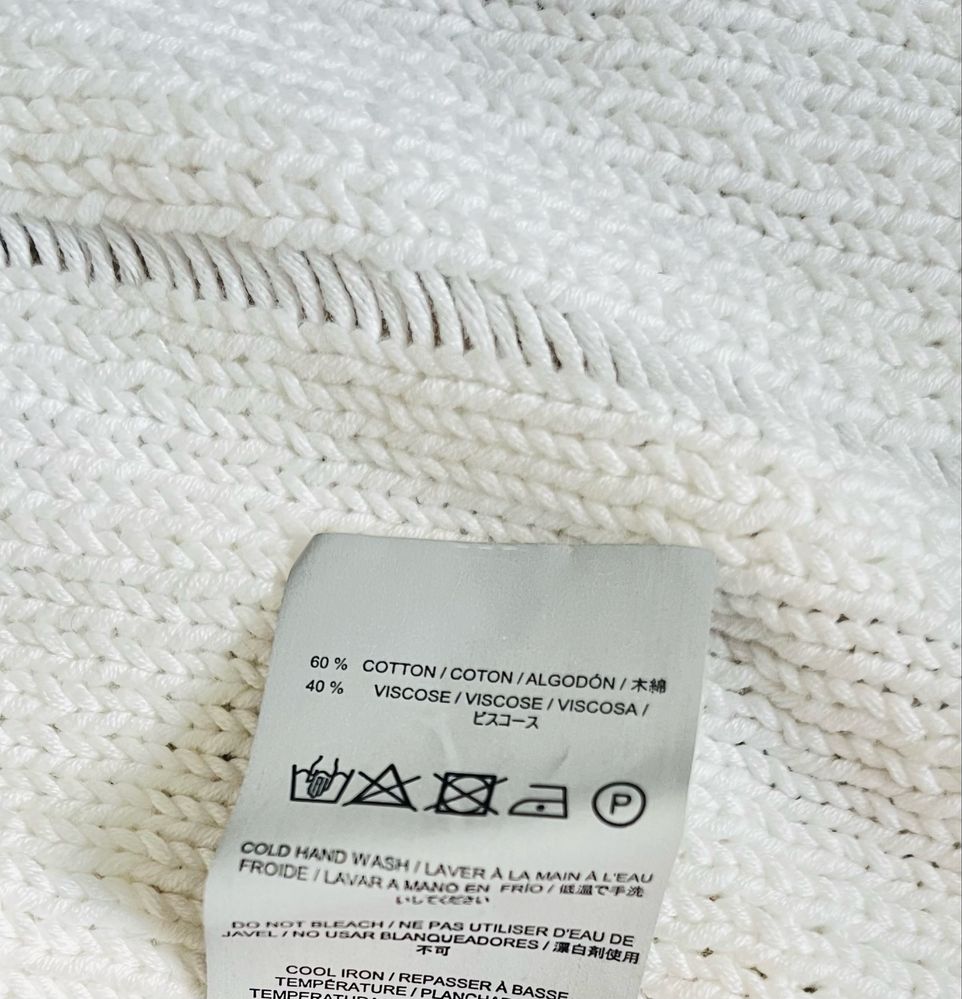 60 % COTTON / COTON / ALGODÓN / 木綿
40 % VISCOSE / VISCOSE / VISCOSA /
ビスコース
P
COLD HAND WASH / LAVER À LA MAIN À L'EAU
FROIDE / LAVAR A MANO EN FRÍO / 低温で手洗
いしてください
DO NOT BLEACH / NE PAS UTILISER D'EAU DE
JAVEL / NO USAR BLANQUEADORES / 漂白剤使用
不可
COOL IRON / REPASSER À BASSE
TEMPÉRATURE / PLANCHAR
TEMPERATURA